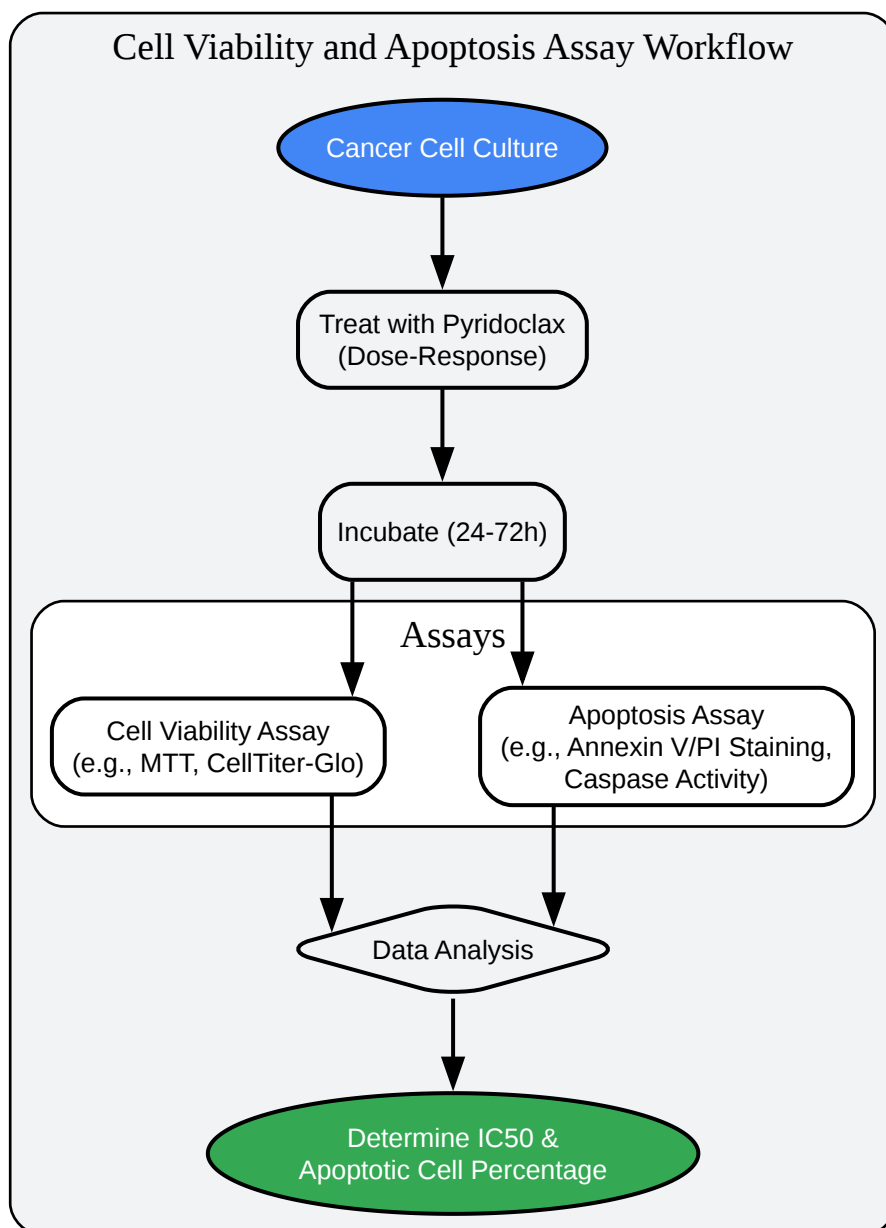 Cell Viability and Apoptosis Assay Workflow
Cancer Cell Culture
Treat with Pyridoclax
(Dose-Response)
Incubate (24-72h)
Assays
Cell Viability Assay
(e.g., MTT, CellTiter-Glo)
Apoptosis Assay
(e.g., Annexin V/PI Staining,
Caspase Activity)
Data Analysis
Determine IC50 &
Apoptotic Cell Percentage